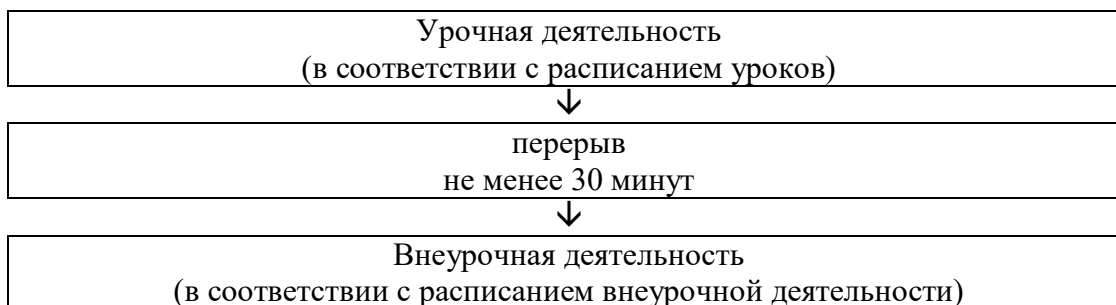 Урочная деятельность
(в соответствии с расписанием уроков)
перерыв
не менее 30 минут
Внеурочная деятельность
(в соответствии с расписанием внеурочной деятельности)